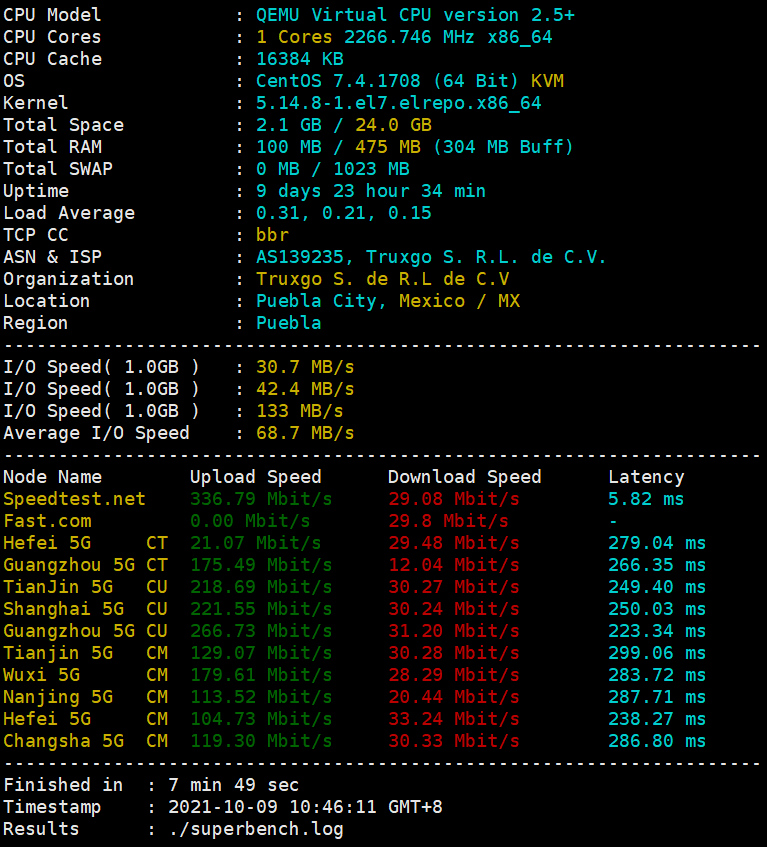 CPU Model            : QEMU Virtual CPU version 2.5+
CPU Cores            : 1 Cores 2266.746 MHz x86_64
CPU Cache            : 16384 KB
OS                   : CentOS 7.4.1708 (64 Bit) KVM
Kernel               : 5.14.8-1.el7.elrepo.x86_64
Total Space          : 2.1 GB / 24.0 GB
Total RAM            : 100 MB / 475 MB (304 MB Buff)
Total SWAP           : 0 MB / 1023 MB
Uptime               : 9 days 23 hour 34 min
Load Average         : 0.31, 0.21, 0.15
TCP CC               : bbr
ASN & ISP            : AS139235, Truxgo S. R.L. de C.V.
Organization         : Truxgo S. de R.L de C.V
Location             : Puebla City, Mexico / MX
Region               : Puebla
----------------------------------------------------------------------
I/O Speed( 1.0GB )   : 30.7 MB/s
I/O Speed( 1.0GB )   : 42.4 MB/s
I/O Speed( 1.0GB )   : 133 MB/s
Average I/O Speed    : 68.7 MB/s
----------------------------------------------------------------------
Node Name        Upload Speed      Download Speed      Latency
Speedtest.net    336.79 Mbit/s     29.08 Mbit/s        5.82 ms
Fast.com         0.00 Mbit/s       29.8 Mbit/s         -
Hefei 5G     CT  21.07 Mbit/s      29.48 Mbit/s        279.04 ms
Guangzhou 5G CT  175.49 Mbit/s     12.04 Mbit/s        266.35 ms
TianJin 5G   CU  218.69 Mbit/s     30.27 Mbit/s        249.40 ms
Shanghai 5G  CU  221.55 Mbit/s     30.24 Mbit/s        250.03 ms
Guangzhou 5G CU  266.73 Mbit/s     31.20 Mbit/s        223.34 ms
Tianjin 5G   CM  129.07 Mbit/s     30.28 Mbit/s        299.06 ms
Wuxi 5G      CM  179.61 Mbit/s     28.29 Mbit/s        283.72 ms
Nanjing 5G   CM  113.52 Mbit/s     20.44 Mbit/s        287.71 ms
Hefei 5G     CM  104.73 Mbit/s     33.24 Mbit/s        238.27 ms
Changsha 5G  CM  119.30 Mbit/s     30.33 Mbit/s        286.80 ms
----------------------------------------------------------------------
Finished in  : 7 min 49 sec
Timestamp    : 2021-10-09 10:46:11 GMT+8
Results      : ./superbench.log